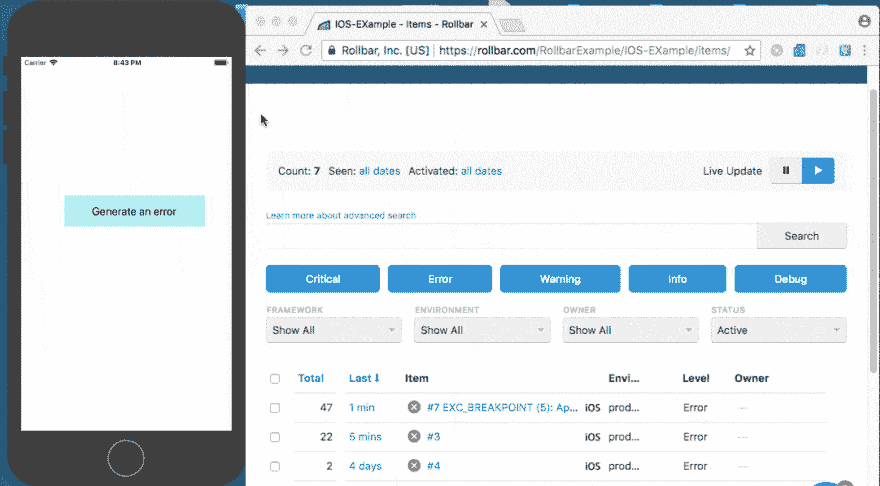 Carrier
8:43 PM
Generate an error
IOS-EXample - Items - Rollbar
Rollbar, Inc. [US] | https://rollbar.com/RollbarExample/IOS-EXample/items/
Count: 7 Seen: all dates Activated: all dates
Live Update
Learn more about advanced search
Search
Critical Error Warning Info Debug
FRAMEWORK ENVIRONMENT OWNER STATUS
Show All Show All Show All Active
Total Last Item Envi... Level Owner
47 1 min #7 EXC_BREAKPOINT (5): Ap... iOS prod... Error —
22 5 mins #3 iOS prod... Error —
2 4 days #4 iOS prod... Error —